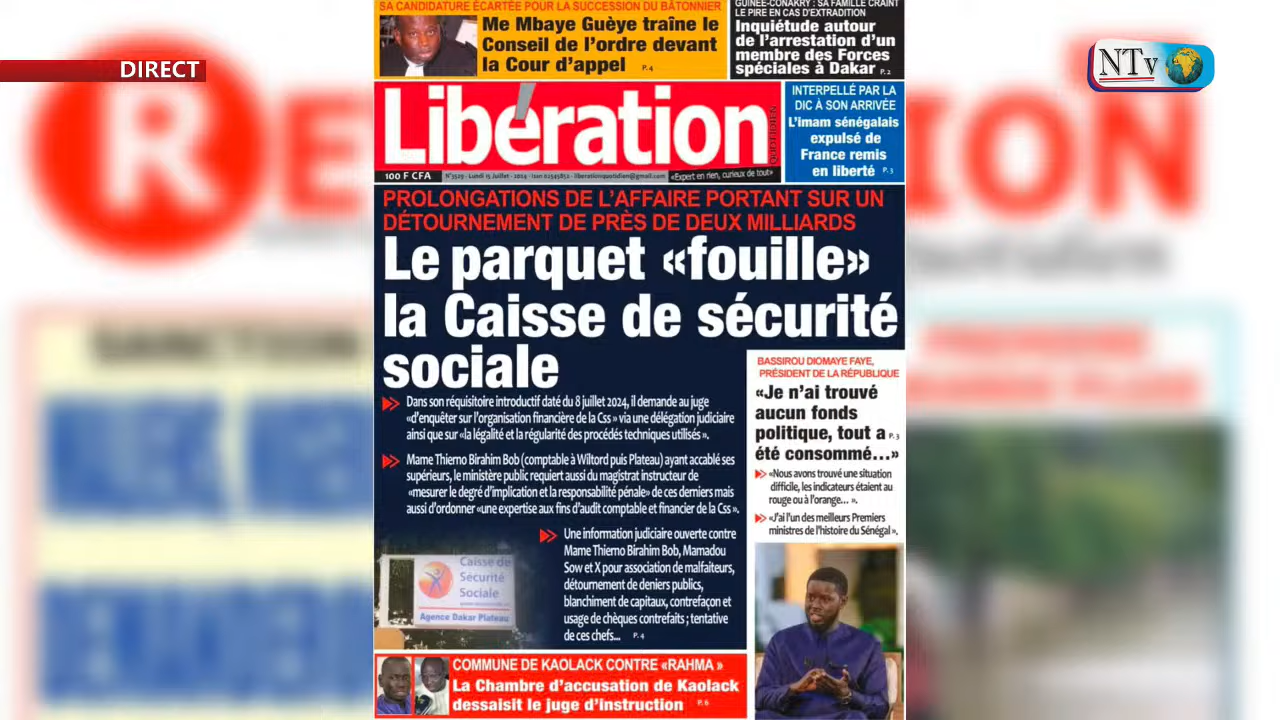 SA CANDIDATURE ÉCARTÉE POUR LA SUCCESSION DU BÂTONNIER
Me Mbaye Guèye traîne le
Conseil de l'ordre devant
la Cour d'appel P.4
GUINÉE-CONAKRY : SA FAMILLE CRAINT
LE PIRE EN CAS D'EXTRADITION
Inquiétude autour
de l'arrestation d'un
membre des Forces
spéciales à Dakar P.2
DIRECT
NTv
Libération
QUOTIDIEN
100 F CFA N°3529 - Lundi 15 Juillet - 2024 - Issn 02545852 - liberationquotidien@gmail.com «Expert en rien, curieux de tout»
INTERPELLÉ PAR LA
DIC À SON ARRIVÉE
L'imam sénégalais
expulsé de
France remis
en liberté P.3
PROLONGATIONS DE L'AFFAIRE PORTANT SUR UN
DÉTOURNEMENT DE PRÈS DE DEUX MILLIARDS
Le parquet «fouille»
la Caisse de sécurité
sociale
Dans son réquisitoire introductif daté du 8 juillet 2024, il demande au juge
«d'enquêter sur l'organisation financière de la Css» via une délégation judiciaire
ainsi que sur «la légalité et la régularité des procédés techniques utilisés».
Mame Thierno Birahim Bob (comptable à Wiltord puis Plateau) ayant accablé ses
supérieurs, le ministère public requiert aussi du magistrat instructeur de
«mesurer le degré d'implication et la responsabilité pénale» de ces derniers mais
aussi d'ordonner «une expertise aux fins d'audit comptable et financier de la Css».
Une information judiciaire ouverte contre
Mame Thierno Birahim Bob, Mamadou
Sow et X pour association de malfaiteurs,
détournement de deniers publics,
blanchiment de capitaux, contrefaçon et
usage de chèques contrefaits ; tentative
de ces chefs... P.4
Caisse de
Sécurité
Sociale
Agence Dakar Plateau
BASSIROU DIOMAYE FAYE,
PRÉSIDENT DE LA RÉPUBLIQUE
«Je n'ai trouvé
aucun fonds
politique, tout a P.3
été consommé...»
«Nous avons trouvé une situation
difficile, les indicateurs étaient au
rouge ou à l'orange... ».
«J'ai l'un des meilleurs Premiers
ministres de l'histoire du Sénégal».
COMMUNE DE KAOLACK CONTRE «RAHMA »
La Chambre d'accusation de Kaolack
dessaisit le juge d'instruction P.6